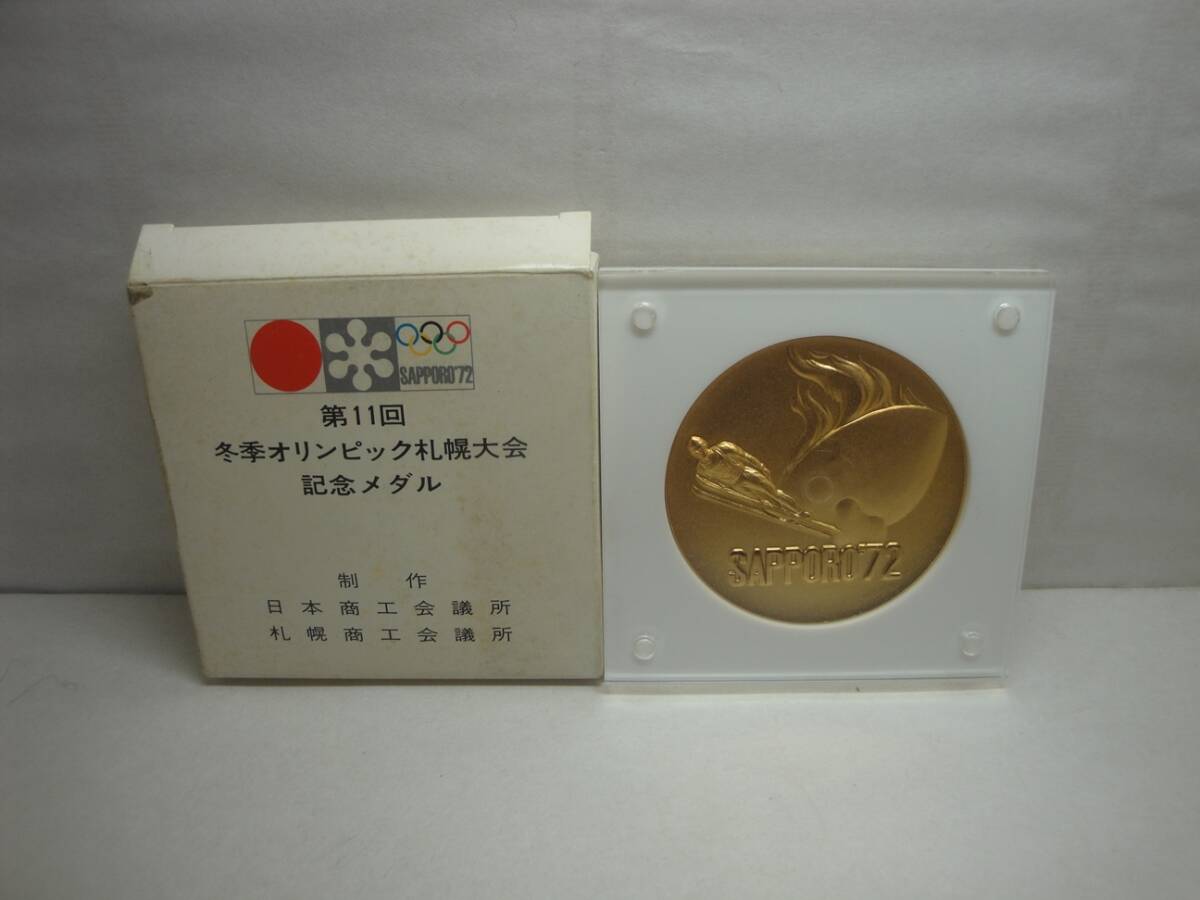 SAPPORO'72
第11回
冬季オリンピック札幌大会
記念メダル
制作
日本商工会議所
札幌商工会議所
SAPPORO'72